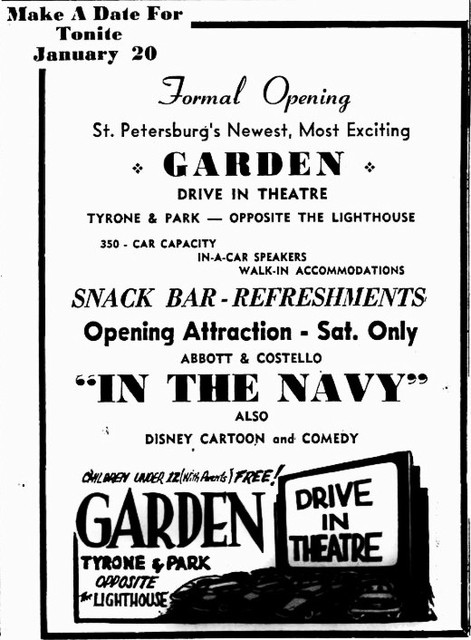 Make A Date For
Tonite
January 20
Formal Opening
St. Petersburg's Newest, Most Exciting
GARDEN
DRIVE IN THEATRE
TYRONE & PARK — OPPOSITE THE LIGHTHOUSE
350 - CAR CAPACITY
IN-A-CAR SPEAKERS
WALK-IN ACCOMMODATIONS
SNACK BAR - REFRESHMENTS
Opening Attraction - Sat. Only
ABBOTT & COSTELLO
"IN THE NAVY"
ALSO
DISNEY CARTOON and COMEDY
CHILDREN UNDER 12 (With Parents) FREE!
GARDEN
TYRONE & PARK
OPPOSITE
the LIGHTHOUSE
DRIVE
IN
THEATRE